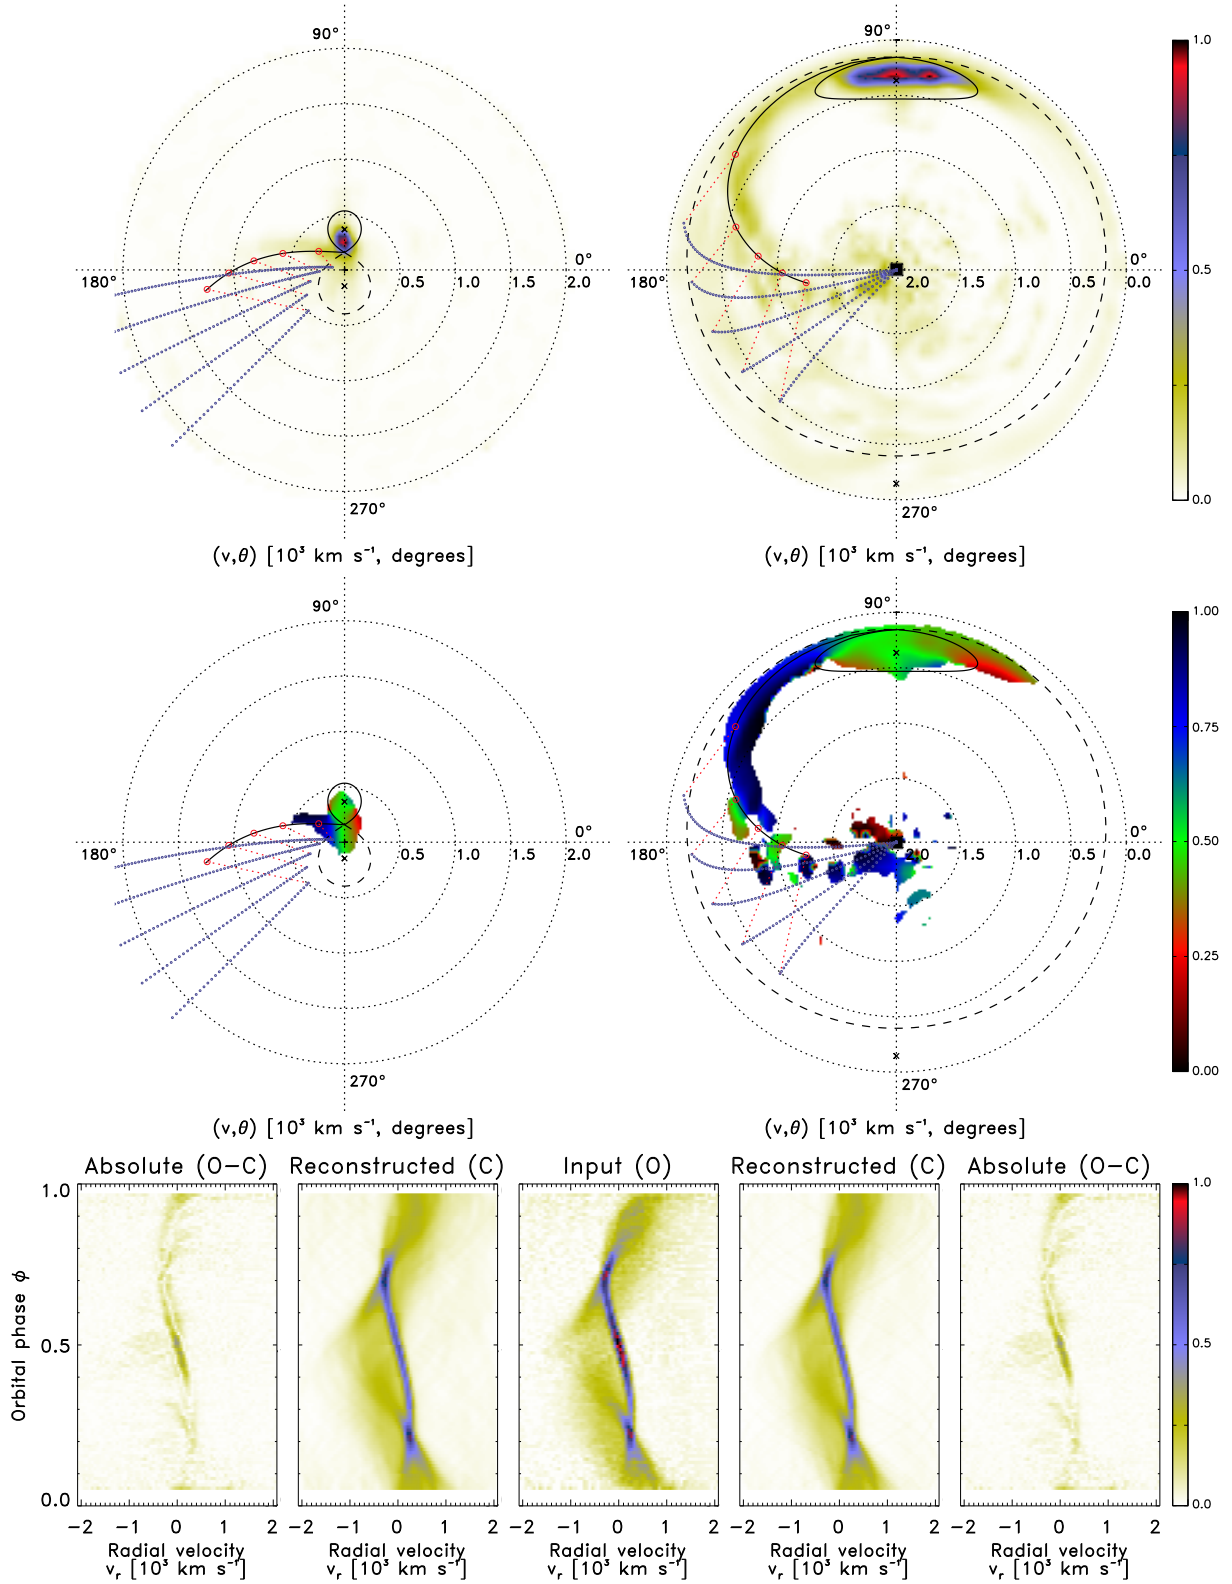 90° 90° 1.0
0° 0°
180° 0.5 1.0 1.5 2.0 180° 2.0 1.5 1.0 0.5 0.0
0.5
270° 270° 0.0
(v,θ) [10³ km s⁻¹, degrees] (v,θ) [10³ km s⁻¹, degrees]
90° 90° 1.00
0.75
0° 0°
180° 0.5 1.0 1.5 2.0 180° 2.0 1.5 1.0 0.5 0.0
0.50
0.25
270° 270° 0.00
(v,θ) [10³ km s⁻¹, degrees] (v,θ) [10³ km s⁻¹, degrees]
Absolute (O−C) Reconstructed (C) Input (O) Reconstructed (C) Absolute (O−C)
1.0 1.0
Orbital phase ϕ
0.5 0.5
0.0 0.0
−2 −1 0 1 2 −2 −1 0 1 2 −2 −1 0 1 2 −2 −1 0 1 2 −2 −1 0 1 2
Radial velocity Radial velocity Radial velocity Radial velocity Radial velocity
vᵣ [10³ km s⁻¹] vᵣ [10³ km s⁻¹] vᵣ [10³ km s⁻¹] vᵣ [10³ km s⁻¹] vᵣ [10³ km s⁻¹]